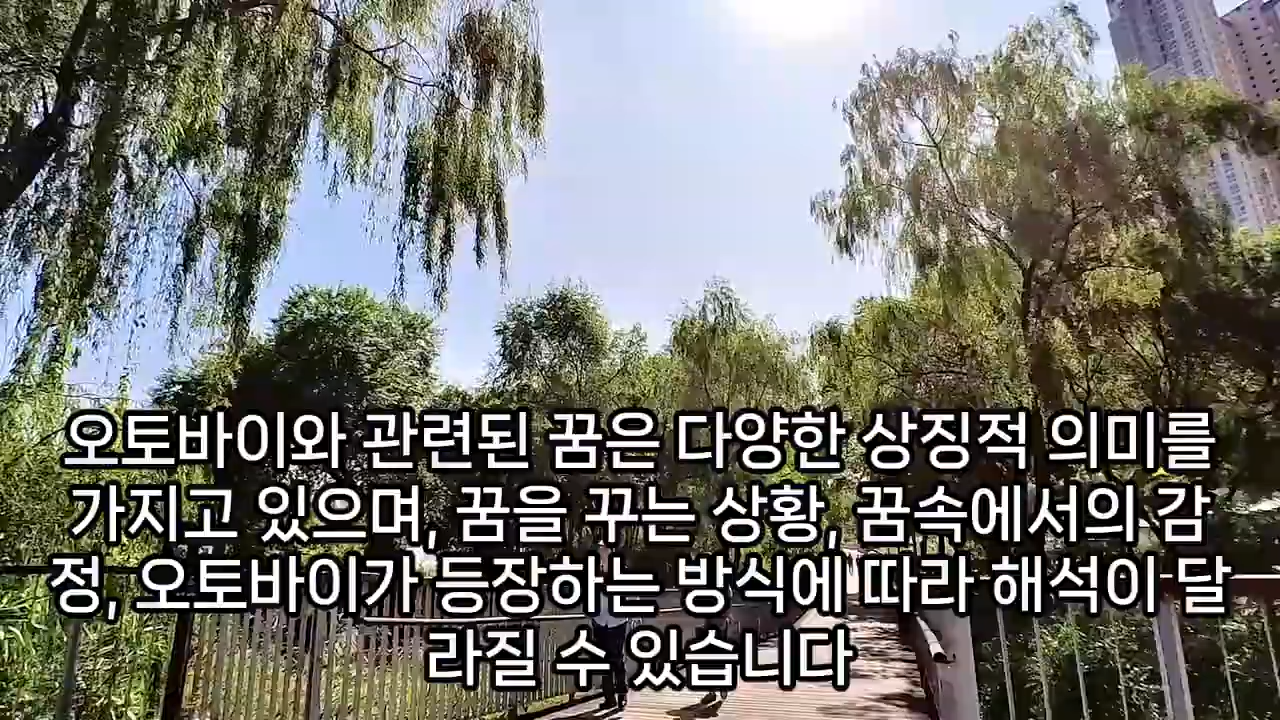 오토바이와 관련된 꿈은 다양한 상징적 의미를
가지고 있으며, 꿈을 꾸는 상황, 꿈속에서의 감
정, 오토바이가 등장하는 방식에 따라 해석이 달
라질 수 있습니다